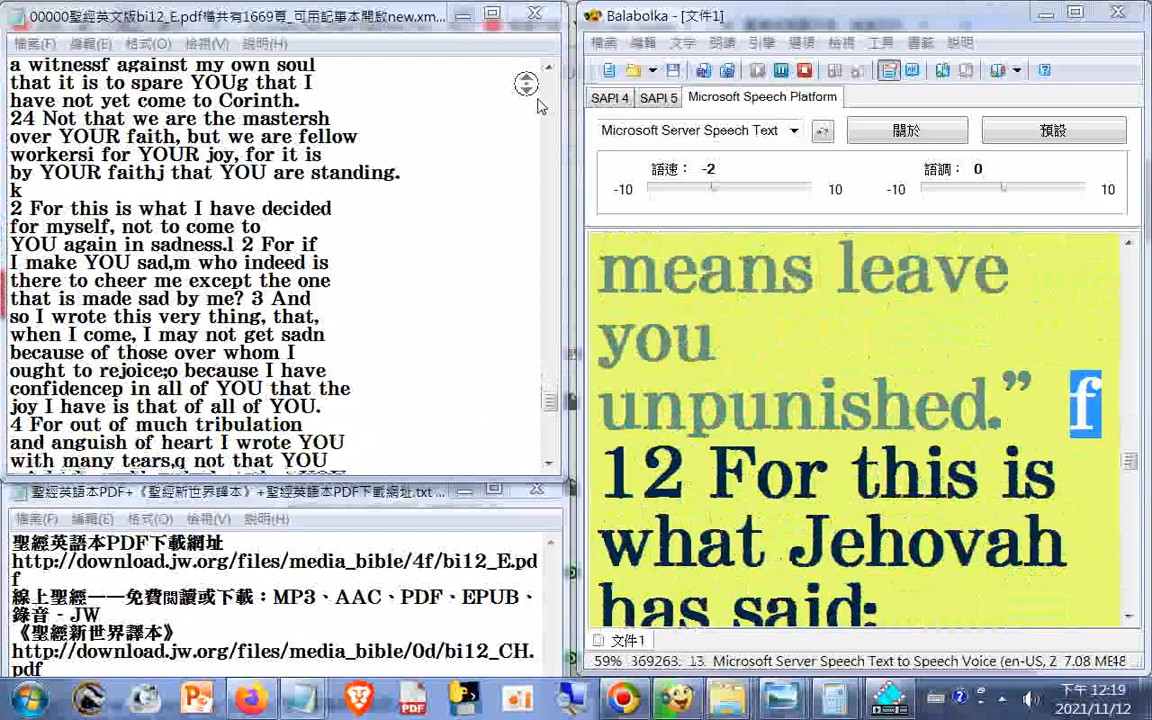 00000聖經英文版bi12_E.pdf檔共有1669頁_可用記事本開啟new.xm...
檔案(F) 編輯(E) 格式(O) 檢視(V) 說明(H)
a witnessf against my own soul
that it is to spare YOUg that I
have not yet come to Corinth.
24 Not that we are the mastersh
over YOUR faith, but we are fellow
workersi for YOUR joy, for it is
by YOUR faithj that YOU are standing.
k
2 For this is what I have decided
for myself, not to come to
YOU again in sadness.l 2 For if
I make YOU sad,m who indeed is
there to cheer me except the one
that is made sad by me? 3 And
so I wrote this very thing, that,
when I come, I may not get sadn
because of those over whom I
ought to rejoice;o because I have
confidencep in all of YOU that the
joy I have is that of all of YOU.
4 For out of much tribulation
and anguish of heart I wrote YOU
with many tears,q not that YOU
聖經英語本PDF+《聖經新世界譯本》+聖經英語本PDF下載網址.txt ...
檔案(F) 編輯(E) 格式(O) 檢視(V) 說明(H)
聖經英語本PDF下載網址
http://download.jw.org/files/media_bible/4f/bi12_E.pd
f
線上聖經——免費閱讀或下載：MP3、AAC、PDF、EPUB、
錄音 - JW
《聖經新世界譯本》
http://download.jw.org/files/media_bible/0d/bi12_CH.
pdf
Balabolka - [文件1]
檔案 編輯 文字 朗讀 引擎 選項 檢視 工具 書籤 說明
SAPI 4 SAPI 5 Microsoft Speech Platform
Microsoft Server Speech Text 關於 預設
語速： -2 語調： 0
-10 10 -10 10
means leave
you
unpunished.” f
12 For this is
what Jehovah
has said:
文件1
59% 369263: 13. Microsoft Server Speech Text to Speech Voice (en-US, Z 7.08 ME48
下午 12:19
2021/11/12